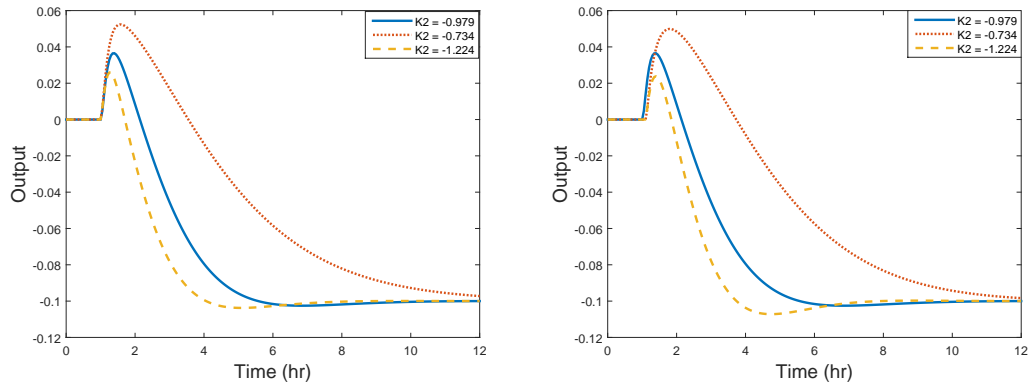 0.06
0.04
0.02
0
-0.02
-0.04
-0.06
-0.08
-0.1
-0.12
Output
K2 = -0.979
K2 = -0.734
K2 = -1.224
0 2 4 6 8 10 12
Time (hr)
0.06
0.04
0.02
0
-0.02
-0.04
-0.06
-0.08
-0.1
-0.12
Output
K2 = -0.979
K2 = -0.734
K2 = -1.224
0 2 4 6 8 10 12
Time (hr)